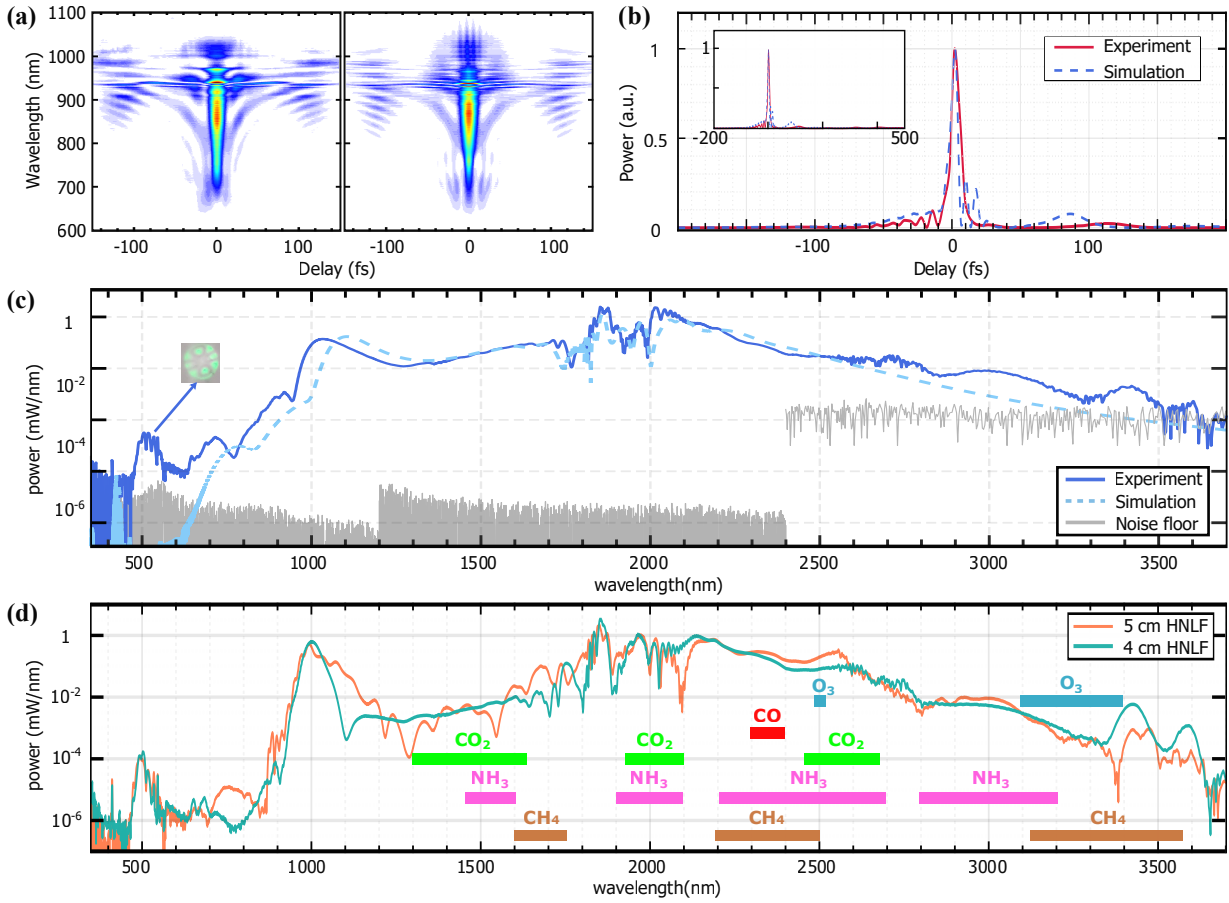 (a)
Wavelength (nm)
1100
1000
900
800
700
600
-100 0 100 -100 0 100
Delay (fs) Delay (fs)
(b)
Power (a.u.)
1
0.5
0
1
-200 500
Experiment
Simulation
-100 0 100
Delay (fs)
(c)
power (mW/nm)
1
10-2
10-4
10-6
Experiment
Simulation
Noise floor
500 1000 1500 2000 2500 3000 3500
wavelength(nm)
(d)
power (mW/nm)
1
10-2
10-4
10-6
5 cm HNLF
4 cm HNLF
O₃ O₃
CO
CO₂ CO₂ CO₂
NH₃ NH₃ NH₃ NH₃
CH₄ CH₄ CH₄
500 1000 1500 2000 2500 3000 3500
wavelength(nm)